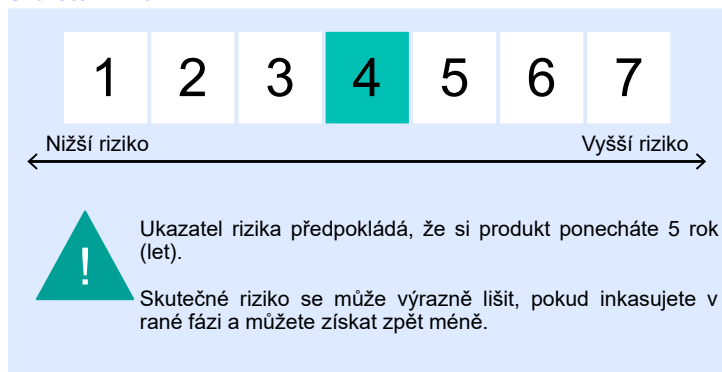 1 2 3 4 5 6 7
Nižší riziko Vyšší riziko
!
Ukazatel rizika předpokládá, že si produkt ponecháte 5 rok
(let).
Skutečné riziko se může výrazně lišit, pokud inkasujete v
rané fázi a můžete získat zpět méně.